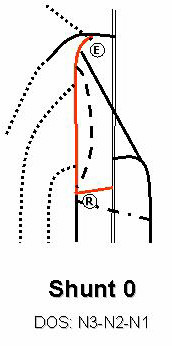 E
R
Shunt 0
DOS: N3-N2-N1